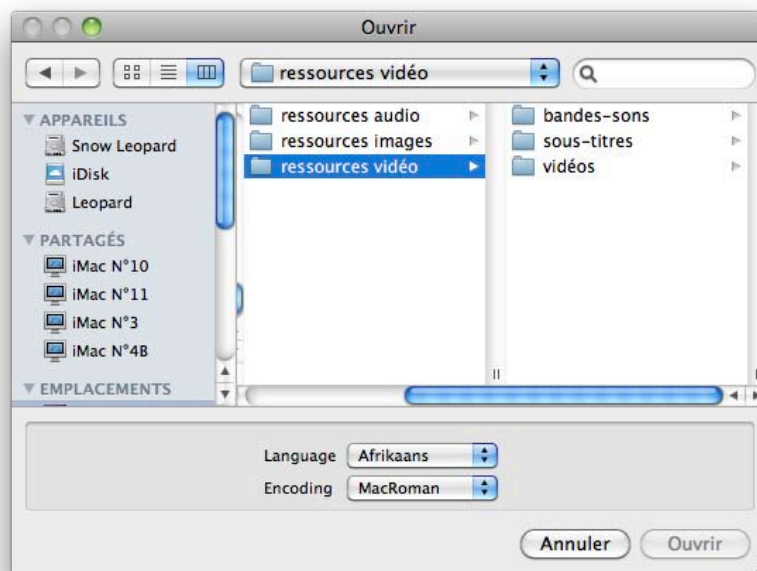 Ouvrir
ressources vidéo
APPAREILS
Snow Leopard
iDisk
Leopard
PARTAGÉS
iMac N°10
iMac N°11
iMac N°3
iMac N°4B
EMPLACEMENTS
ressources audio
ressources images
ressources vidéo
bandes-sons
sous-titres
vidéos
Language Afrikaans
Encoding MacRoman
Annuler Ouvrir